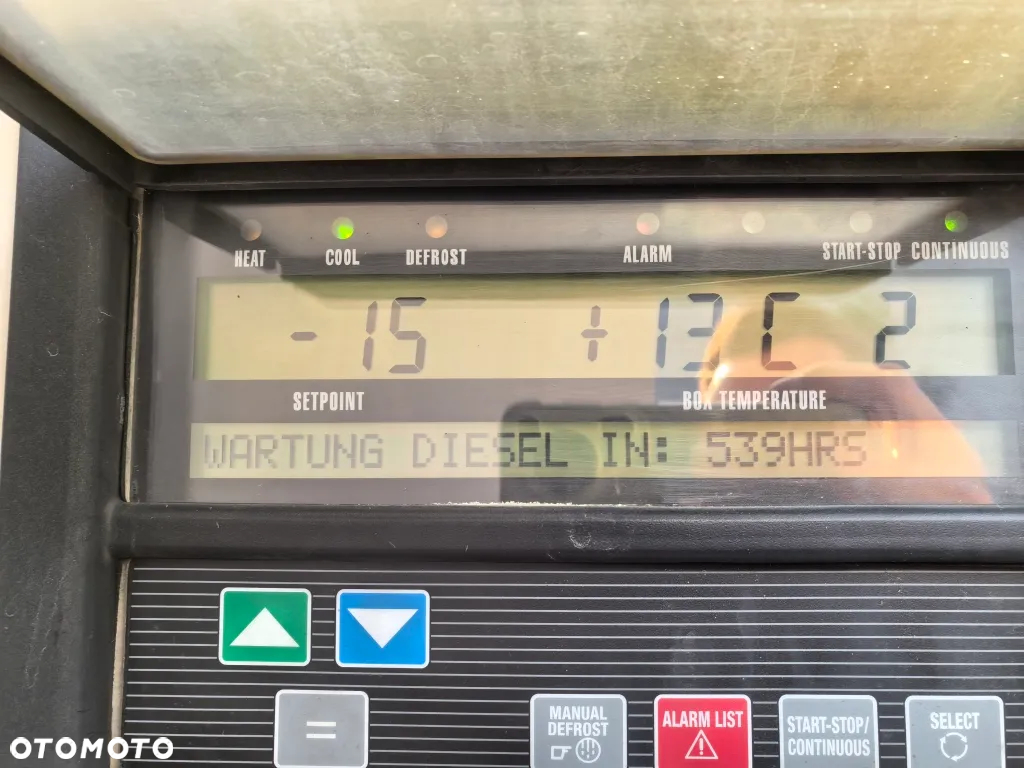 HEAT COOL DEFROST ALARM START-STOP CONTINUOUS
-15 +13C 2
SETPOINT BOX TEMPERATURE
WARTUNG DIESEL IN: 539HRS
=
MANUAL DEFROST
ALARM LIST
START-STOP/
CONTINUOUS
SELECT
OTOMOTO